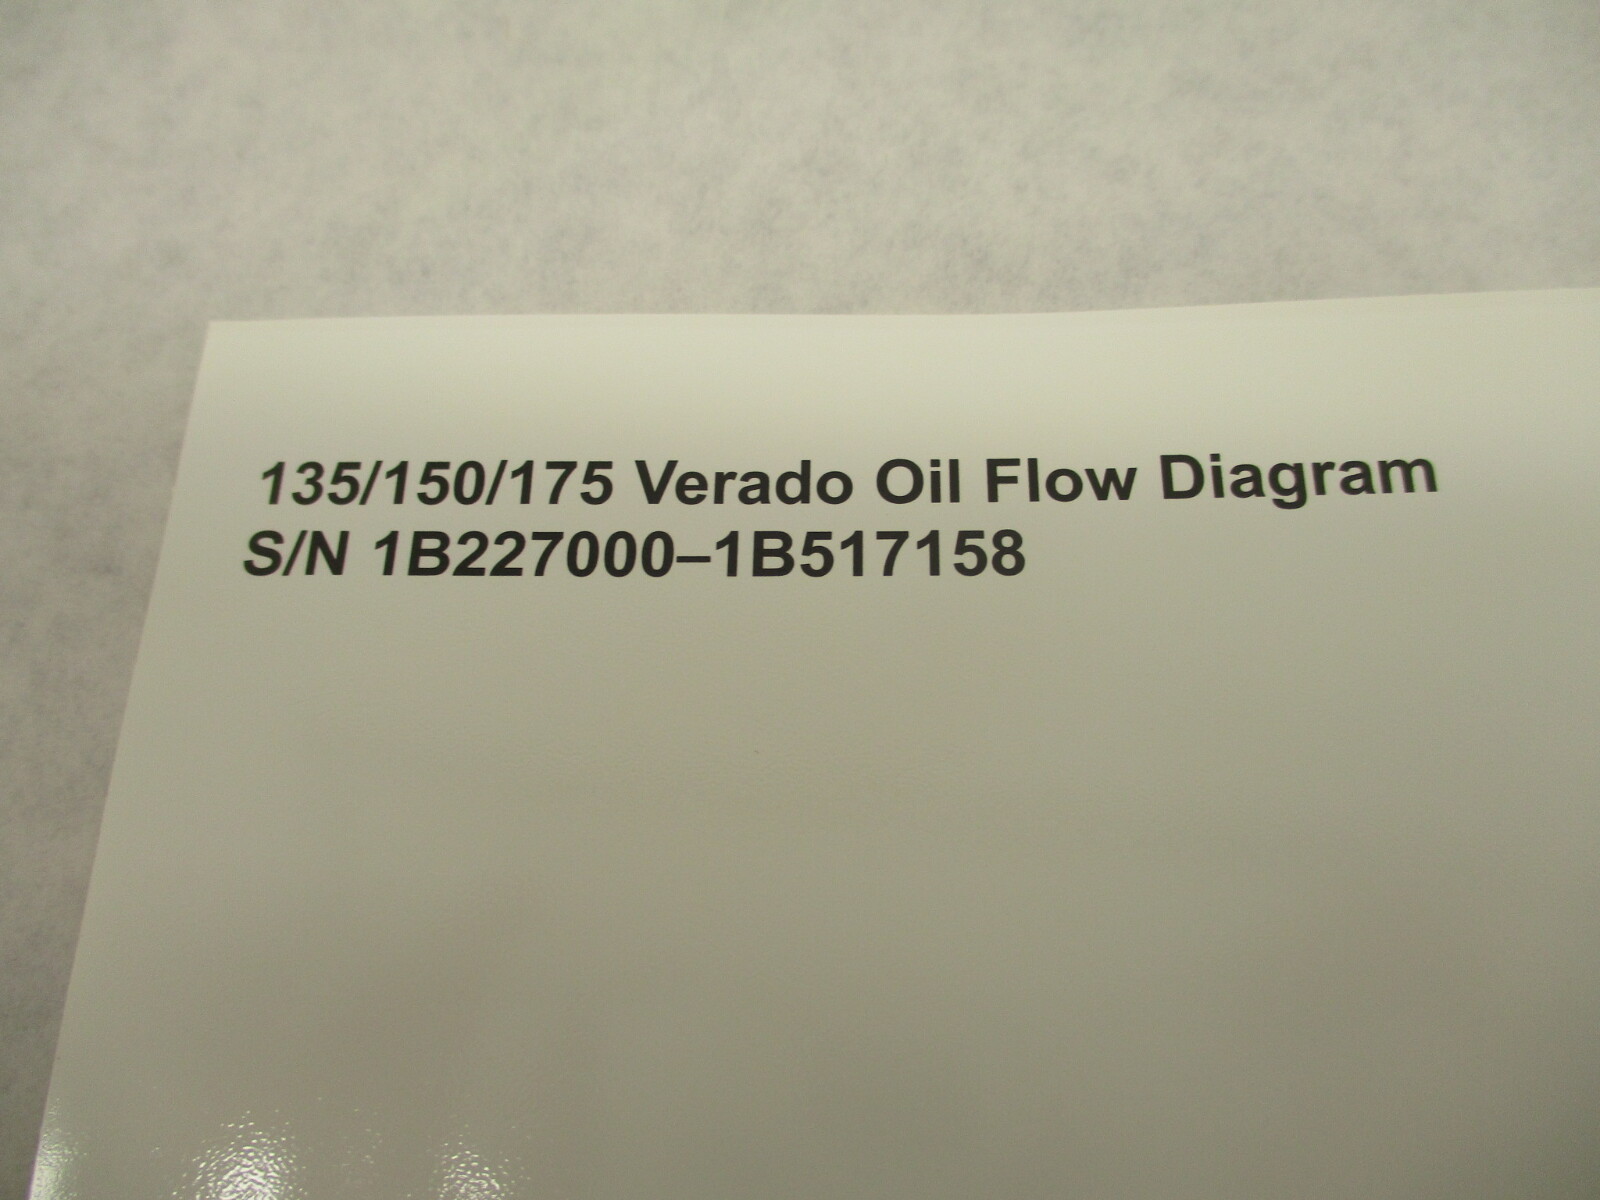 135/150/175 Verado Oil Flow Diagram
S/N 1B227000–1B517158